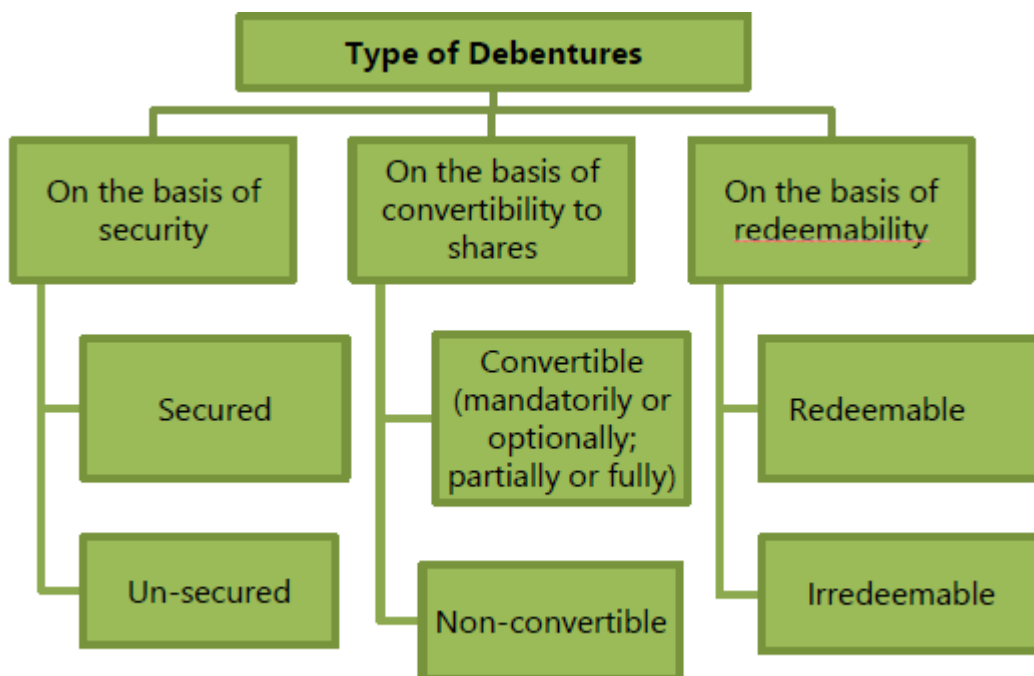 Type of Debentures
On the basis of
security
On the basis of
convertibility to
shares
On the basis of
redeemability
Secured
Un-secured
Convertible
(mandatorily or
optionally;
partially or fully)
Non-convertible
Redeemable
Irredeemable